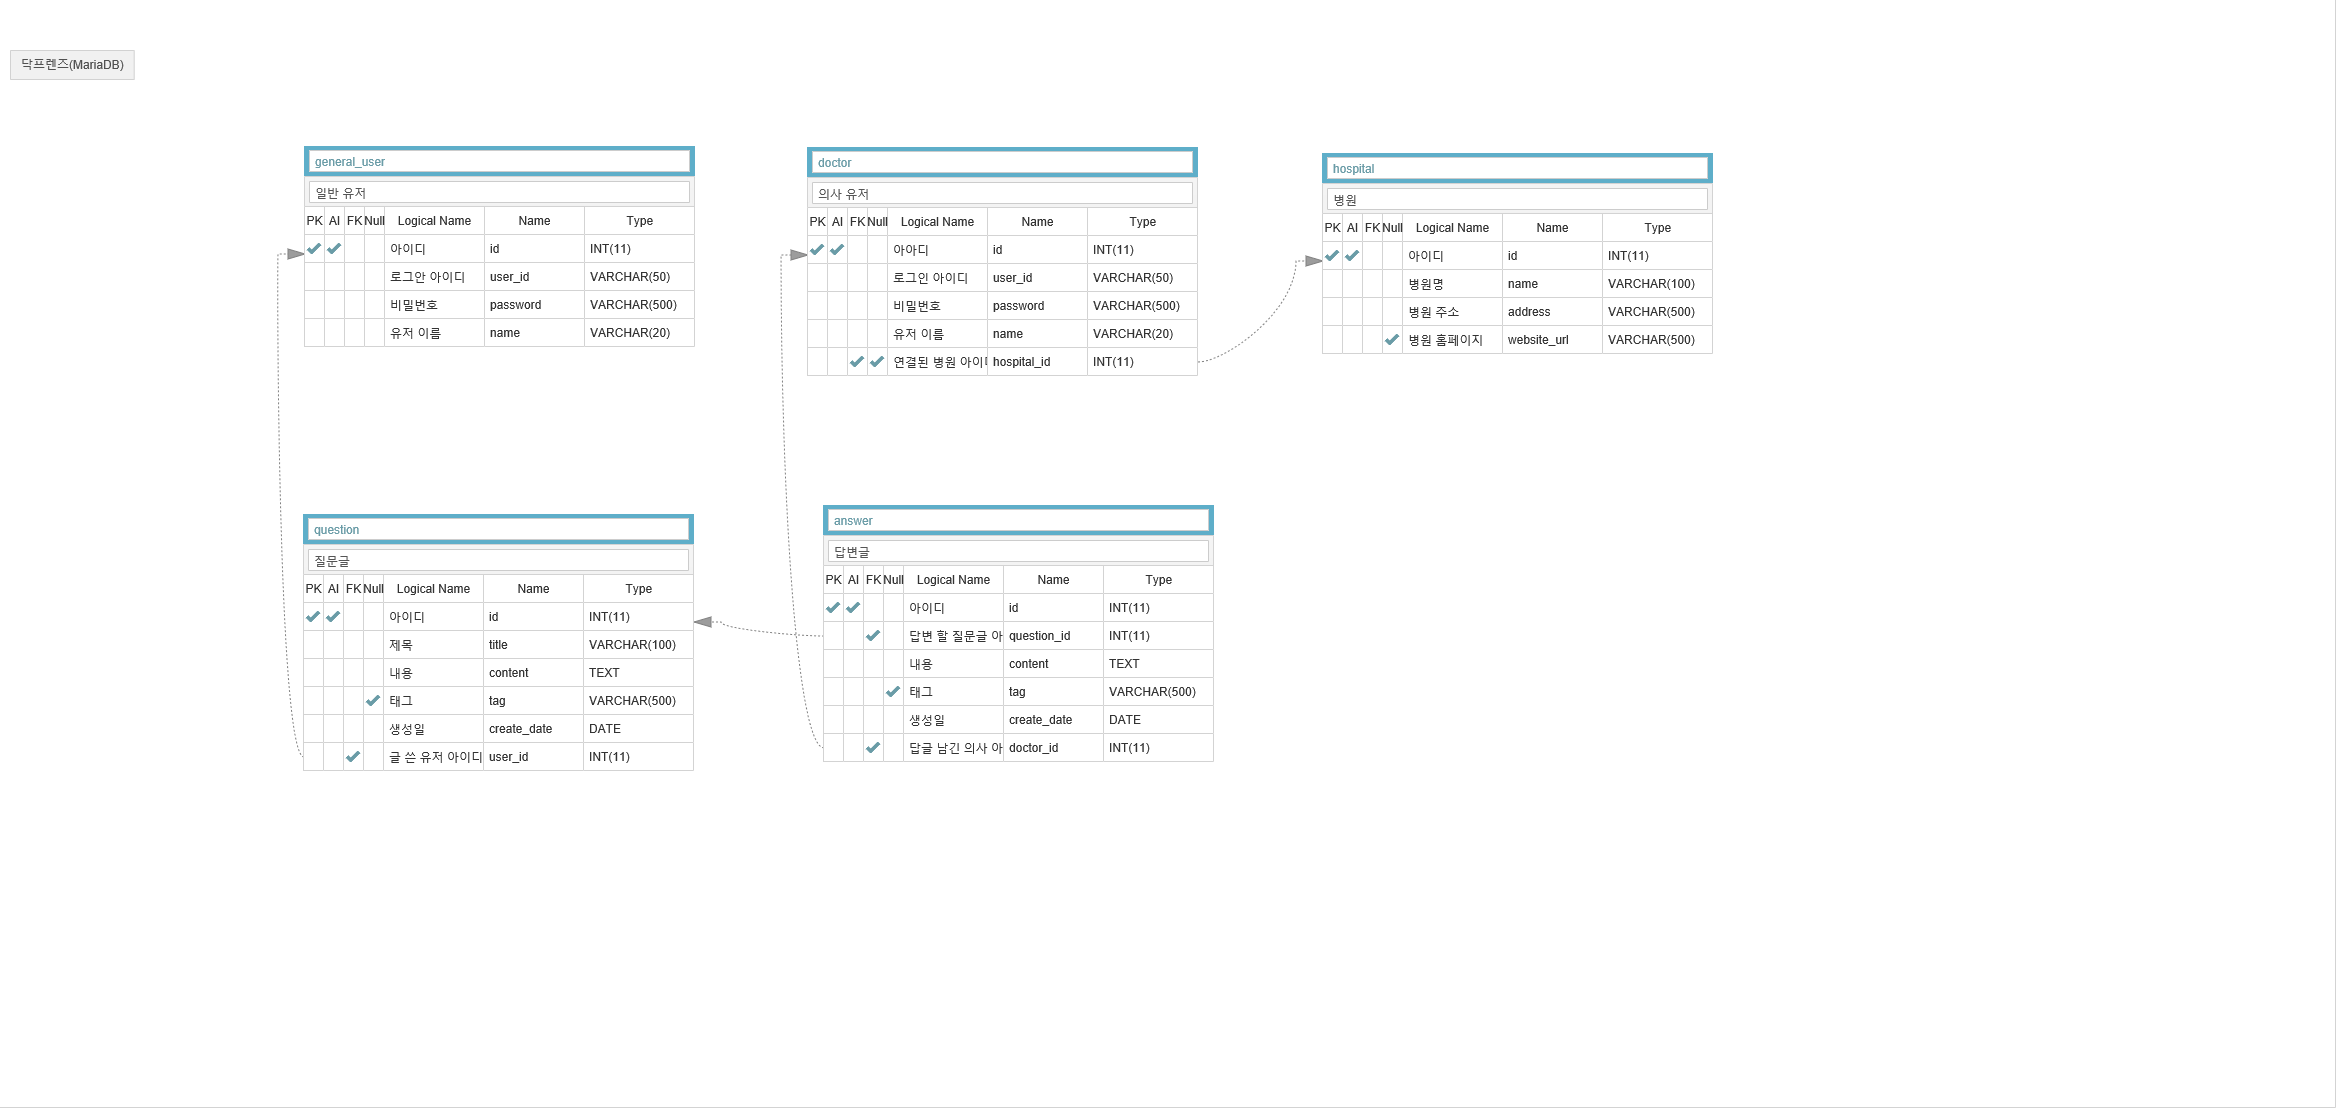 닥프렌즈(MariaDB)
general_user
일반 유저
PK AI FK Null Logical Name Name Type
아이디 id INT(11)
로그안 아이디 user_id VARCHAR(50)
비밀번호 password VARCHAR(500)
유저 이름 name VARCHAR(20)
doctor
의사 유저
PK AI FK Null Logical Name Name Type
아아디 id INT(11)
로그인 아이디 user_id VARCHAR(50)
비밀번호 password VARCHAR(500)
유저 이름 name VARCHAR(20)
연결된 병원 hospital_id INT(11)
hospital
병원
PK AI FK Null Logical Name Name Type
아이디 id INT(11)
병원명 name VARCHAR(100)
병원 주소 address VARCHAR(500)
병원 홈페이지 website_url VARCHAR(500)
question
질문글
PK AI FK Null Logical Name Name Type
아이디 id INT(11)
제목 title VARCHAR(100)
내용 content TEXT
태그 tag VARCHAR(500)
생성일 create_date DATE
글 쓴 유저 아이디 user_id INT(11)
answer
답변글
PK AI FK Null Logical Name Name Type
아이디 id INT(11)
답변 할 질문글 아 question_id INT(11)
내용 content TEXT
태그 tag VARCHAR(500)
생성일 create_date DATE
답글 남긴 의사 아 doctor_id INT(11)